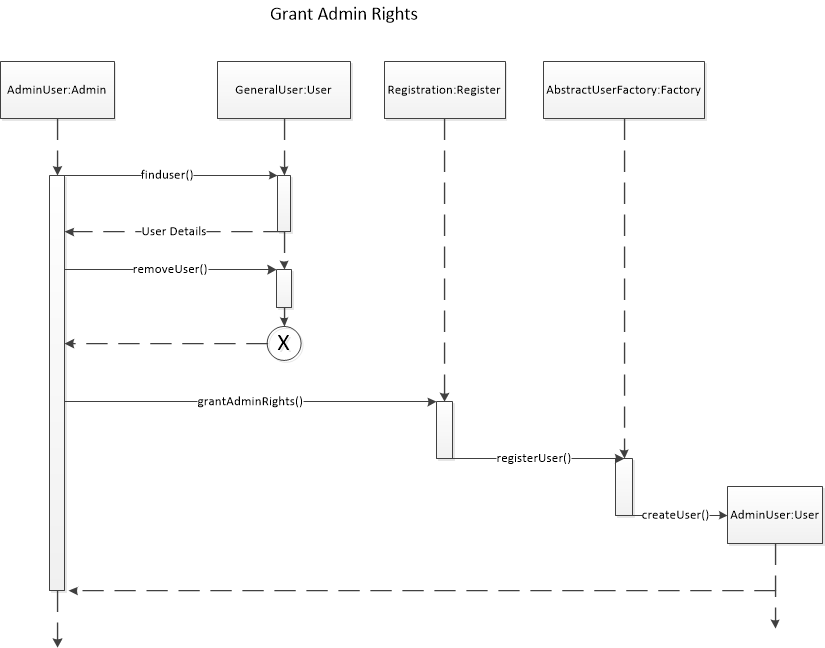 Grant Admin Rights
AdminUser:Admin
GeneralUser:User
Registration:Register
AbstractUserFactory:Factory
finduser()
User Details
removeUser()
X
grantAdminRights()
registerUser()
createUser()
AdminUser:User